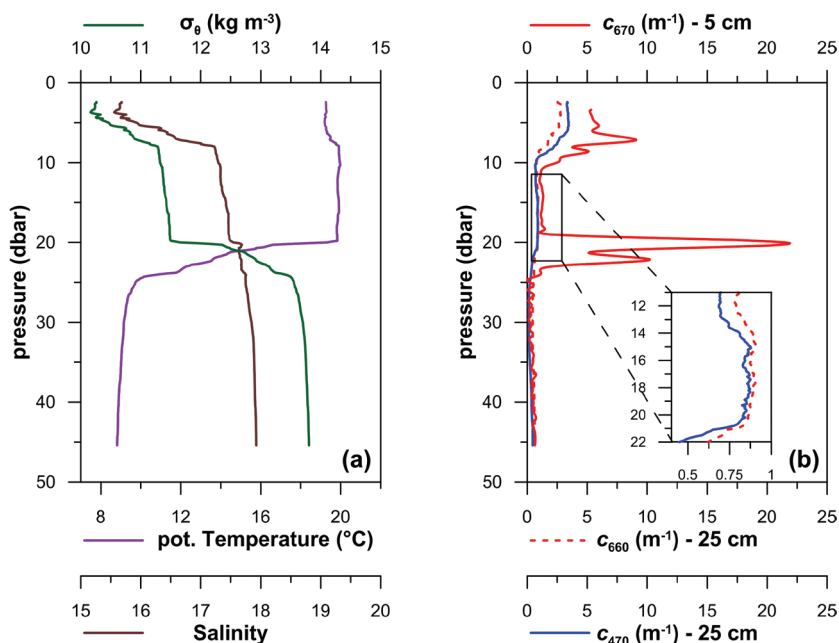 σθ (kg m-3)
10 11 12 13 14 15
c670 (m-1) - 5 cm
0 5 10 15 20 25
0
10
20
30
40
50
pressure (dbar)
(a)
8 12 16 20
pot. Temperature (°C)
15 16 17 18 19 20
Salinity
0
10
20
30
40
50
pressure (dbar)
12
14
16
18
20
22
0.5 0.75 1
(b)
0 5 10 15 20 25
c660 (m-1) - 25 cm
0 5 10 15 20 25
c470 (m-1) - 25 cm